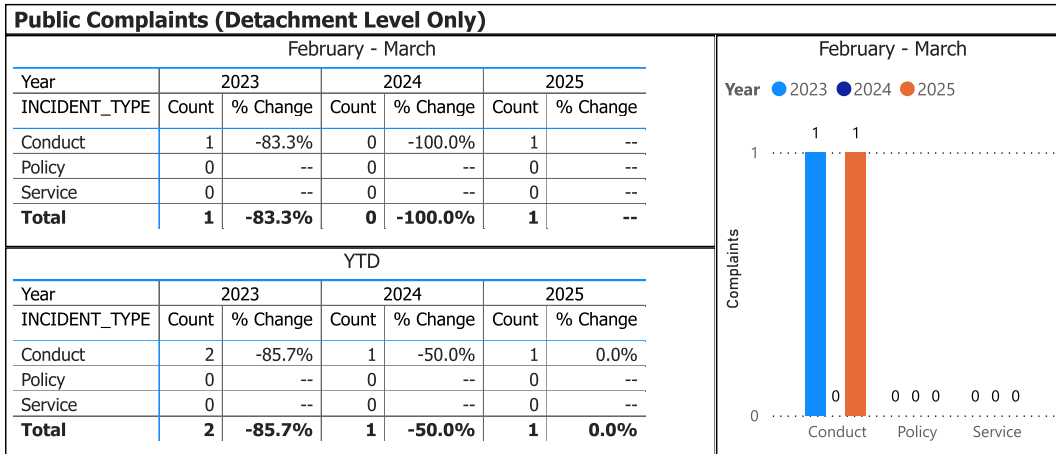 Public Complaints (Detachment Level Only)
February - March
Year 2023 2024 2025
INCIDENT_TYPE Count % Change Count % Change Count % Change
Conduct 1 -83.3% 0 -100.0% 1 --
Policy 0 -- 0 -- 0 --
Service 0 -- 0 -- 0 --
Total 1 -83.3% 0 -100.0% 1 --
YTD
Year 2023 2024 2025
INCIDENT_TYPE Count % Change Count % Change Count % Change
Conduct 2 -85.7% 1 -50.0% 1 0.0%
Policy 0 -- 0 -- 0 --
Service 0 -- 0 -- 0 --
Total 2 -85.7% 1 -50.0% 1 0.0%
February - March
Year 2023 2024 2025
1 1
1
Complaints
0 0 0 0 0 0 0
0
Conduct Policy Service